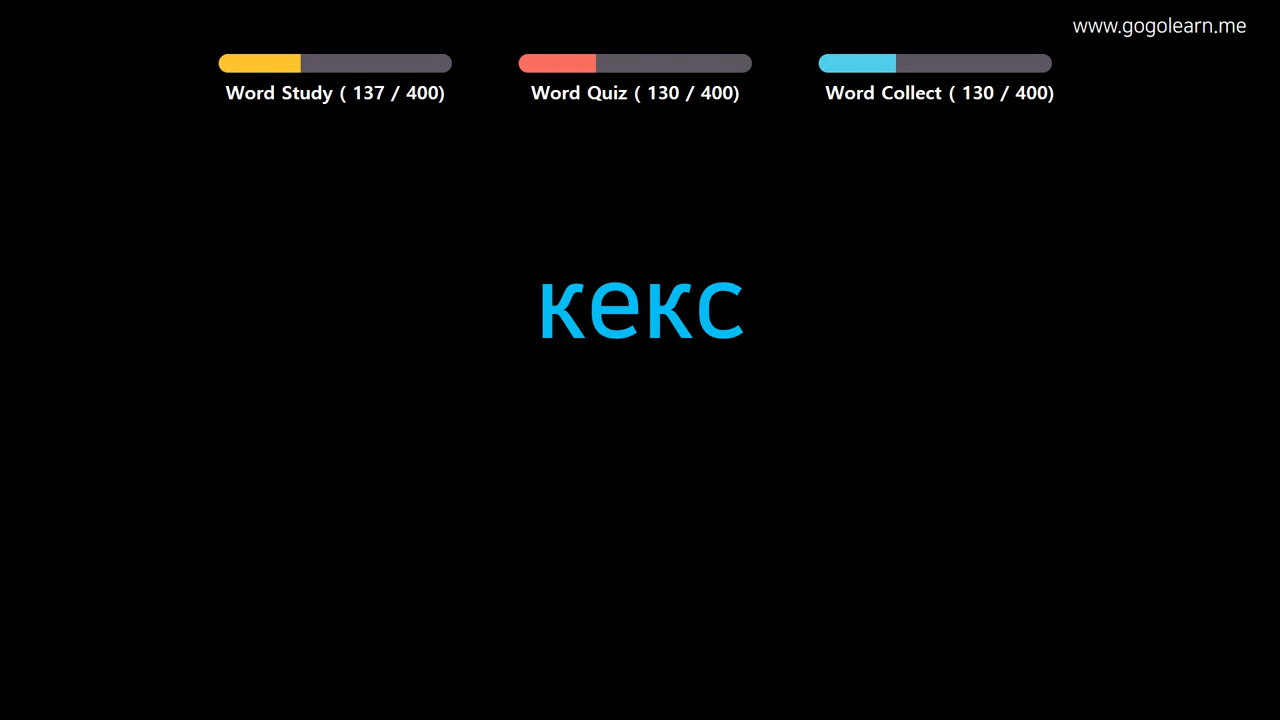 www.gogolearn.me
Word Study ( 137 / 400)
Word Quiz ( 130 / 400)
Word Collect ( 130 / 400)
кекс